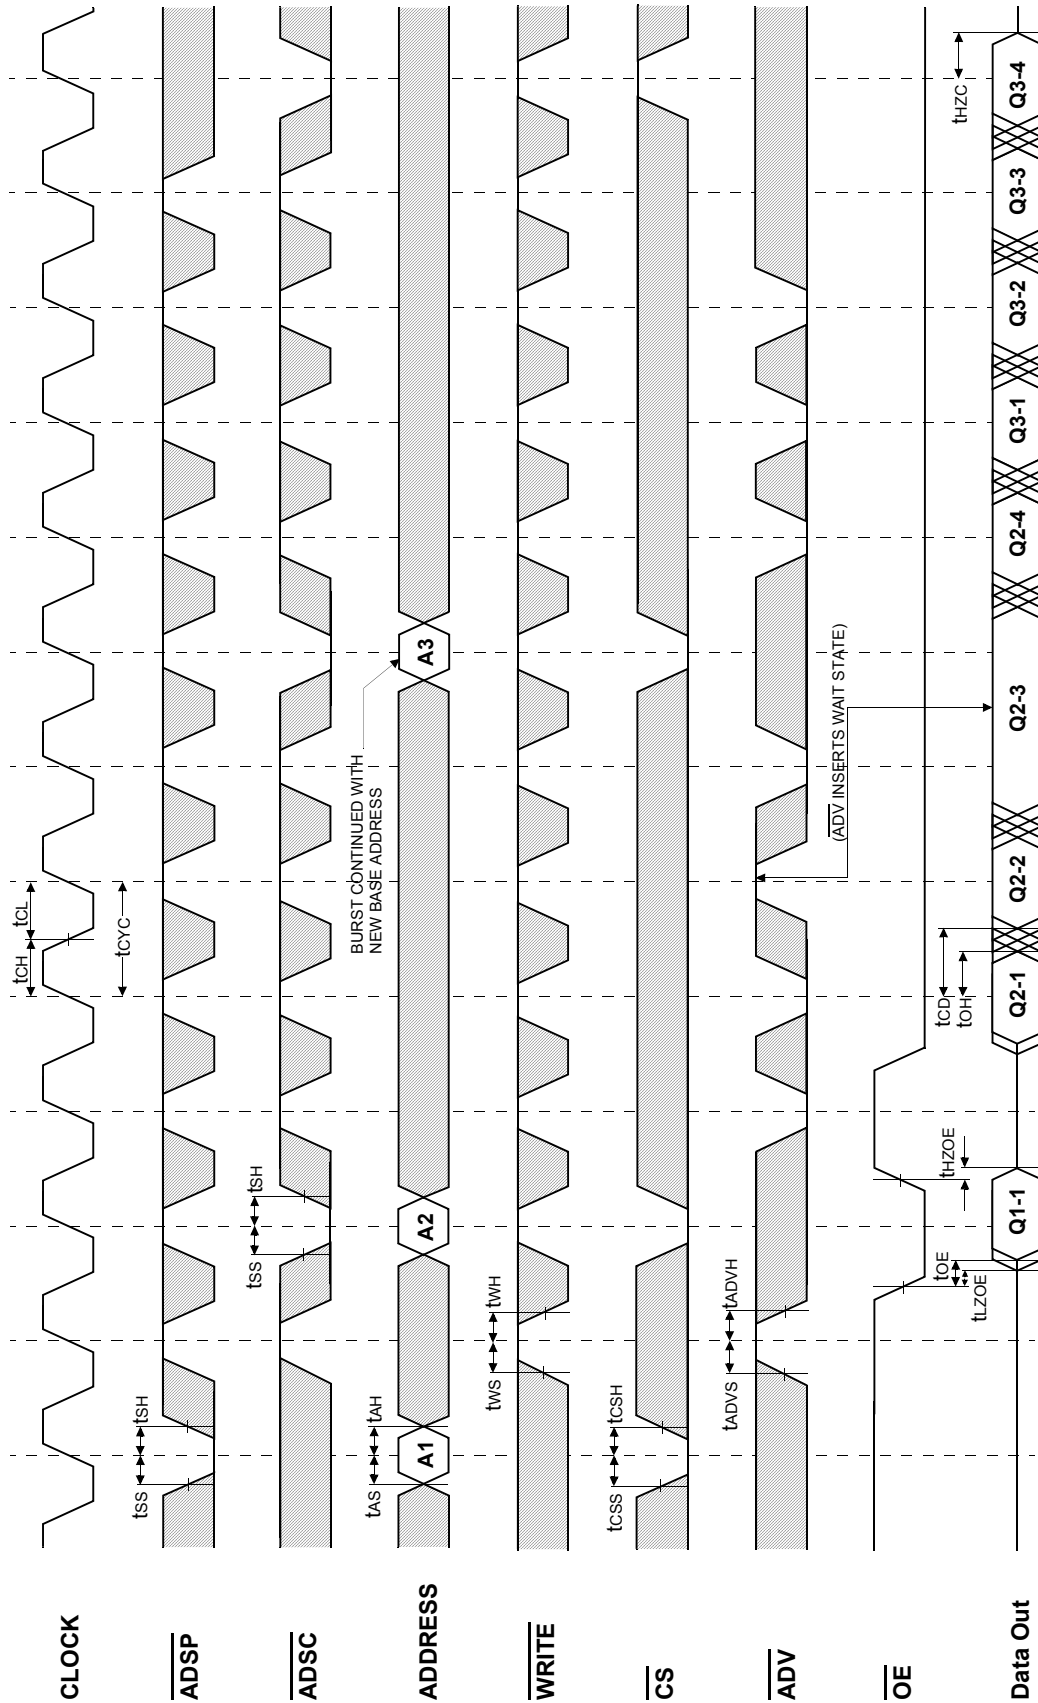 CLOCK
tCH
tCL
tCYC
ADSP
tSS
tSH
ADSC
tSS
tSH
ADDRESS
tAS
tAH
A1
A2
A3
BURST CONTINUED WITH
NEW BASE ADDRESS
WRITE
tWS
tWH
CS
tCSS
tCSH
ADV
tADVS
tADVH
(ADV INSERTS WAIT STATE)
OE
Data Out
tLZOE
tOE
tHZOE
tCD
tOH
tHZC
Q1-1
Q2-1
Q2-2
Q2-3
Q2-4
Q3-1
Q3-2
Q3-3
Q3-4